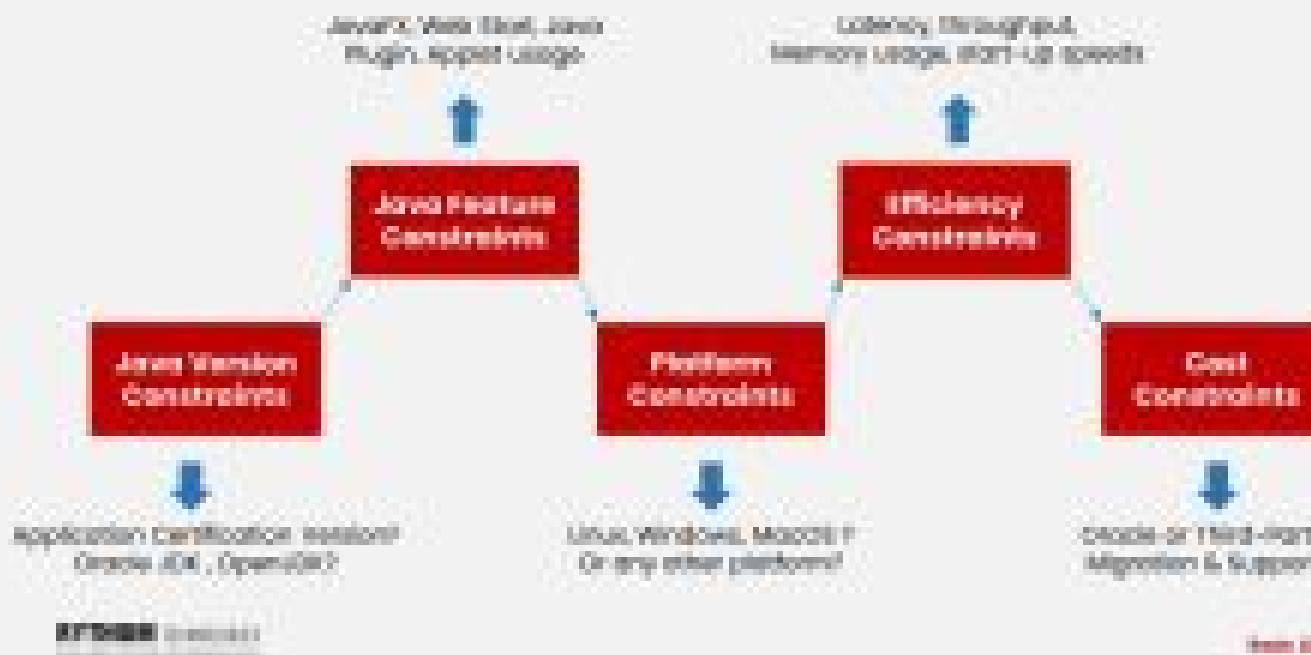 JavaFX, Web Start, Java
Plugin, Applet usage
Latency, Throughput,
Memory usage, start-up speeds
Java Feature
Constraints
Efficiency
Constraints
Java Version
Constraints
Platform
Constraints
Cost
Constraints
Application Certification Version?
Oracle JDK , OpenJDK?
Linux, Windows, MacOS ?
Or any other platform?
Oracle or Third-Part
Migration & Suppor